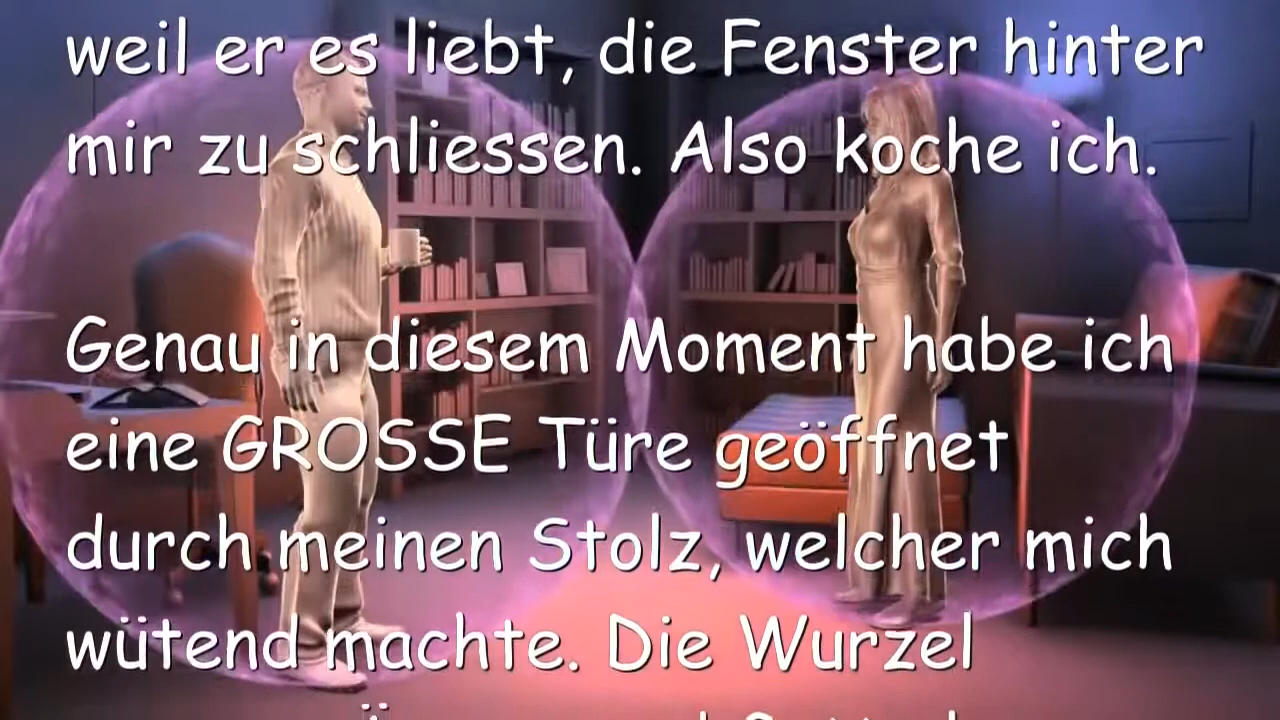 weil er es liebt, die Fenster hinter
mir zu schliessen. Also koche ich.
Genau in diesem Moment habe ich
eine GROSSE Türe geöffnet
durch meinen Stolz, welcher mich
wütend machte. Die Wurzel